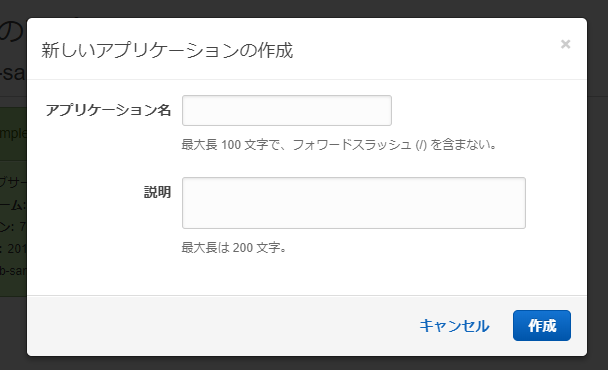 新しいアプリケーションの作成
×
アプリケーション名
最大長 100 文字で、フォワードスラッシュ (/) を含まない。
説明
最大長は 200 文字。
キャンセル
作成